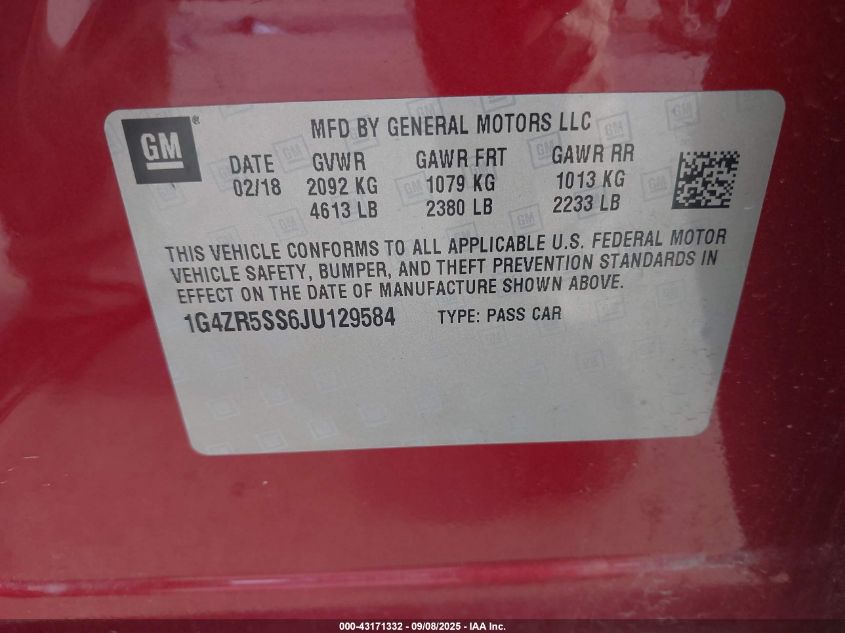 GM ®
MFD BY GENERAL MOTORS LLC
DATE GVWR GAWR FRT GAWR RR
02/18 2092 KG 1079 KG 1013 KG
4613 LB 2380 LB 2233 LB
THIS VEHICLE CONFORMS TO ALL APPLICABLE U.S. FEDERAL MOTOR
VEHICLE SAFETY, BUMPER, AND THEFT PREVENTION STANDARDS IN
EFFECT ON THE DATE OF MANUFACTURE SHOWN ABOVE.
1G4ZR5SS6JU129584 TYPE: PASS CAR
000-43171332 - 09/08/2025 - IAA Inc.